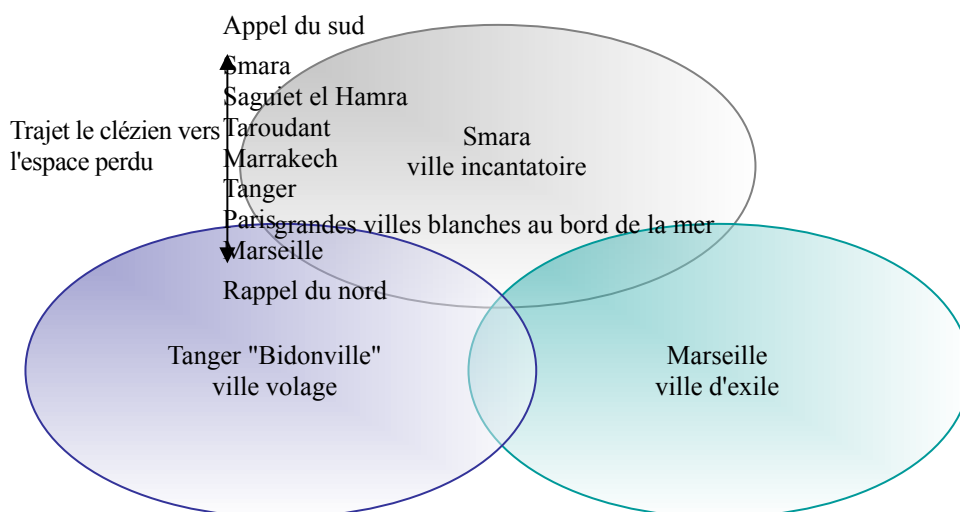 Appel du sud
Smara
Saguiet el Hamra
Taroudant
Marrakech
Tanger
Paris
Marseille
Rappel du nord
Trajet le clézien vers
l'espace perdu
Smara
ville incantatoire
grandes villes blanches au bord de la mer
Tanger "Bidonville"
ville volage
Marseille
ville d'exile